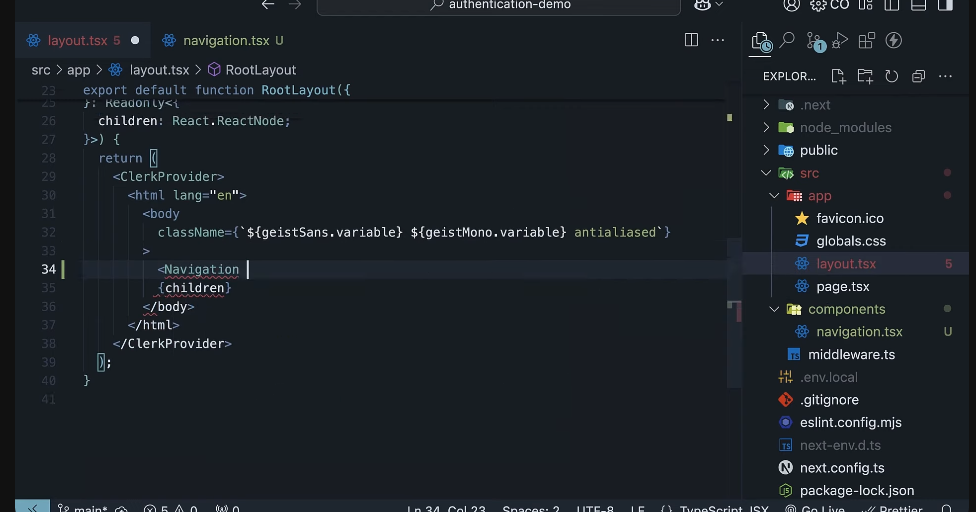 authentication-demo
CO
layout.tsx 5
navigation.tsx U
src > app > layout.tsx > RootLayout
EXPLOR...
23 export default function RootLayout({
25 }: Readonly<{
26 children: React.ReactNode;
27 }>) {
28 return (
29 <ClerkProvider>
30 <html lang="en">
31 <body
32 className={`${geistSans.variable} ${geistMono.variable} antialiased`}
33 >
34 <Navigation
35 {children}
36 </body>
37 </html>
38 </ClerkProvider>
39 );
40 }
41
1
.next
node_modules
public
src
app
favicon.ico
globals.css
layout.tsx 5
page.tsx
components
navigation.tsx U
middleware.ts
.env.local
.gitignore
eslint.config.mjs
next-env.d.ts
next.config.ts
package-lock.json
main* 5 0 0 Ln 34, Col 23 Spaces: 2 UTF-8 LF {} TypeScript JSX Go Live Prettier